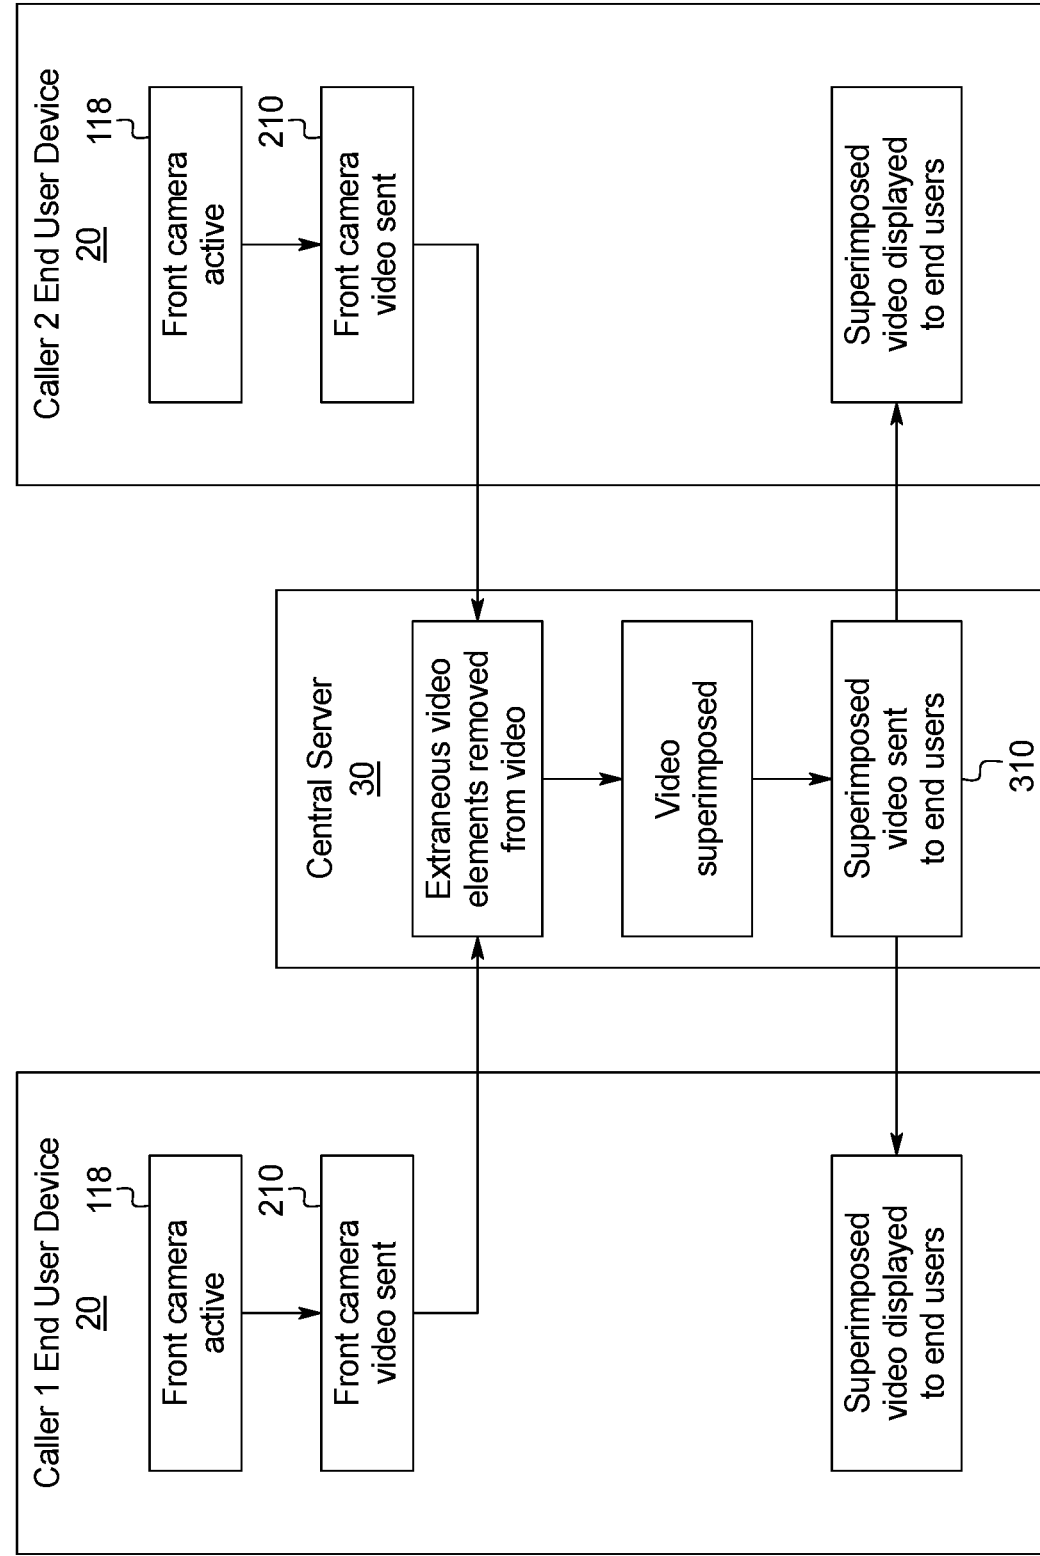 Caller 1 End User Device
20
118
Front camera
active
210
Front camera
video sent
Superimposed
video displayed
to end users
Central Server
30
Extraneous video
elements removed
from video
Video
superimposed
Superimposed
video sent
to end users
310
Caller 2 End User Device
20
118
Front camera
active
210
Front camera
video sent
Superimposed
video displayed
to end users